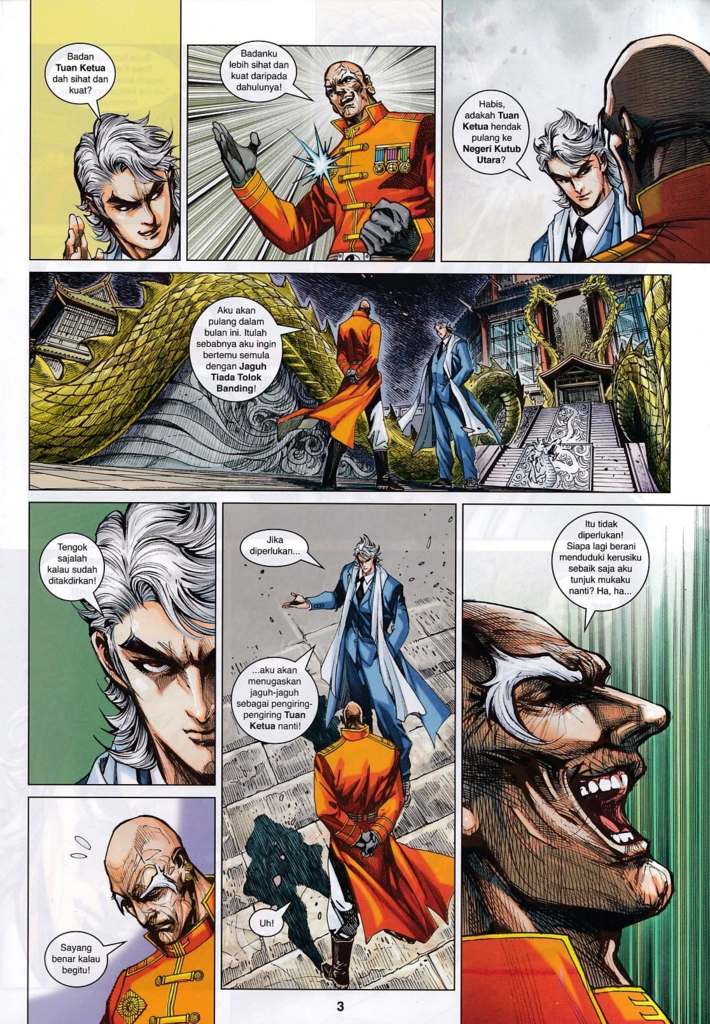 Badan
Tuan Ketua
dah sihat dan
kuat?
Badanku
lebih sihat dan
kuat daripada
dahulunya!
Habis,
adakah Tuan
Ketua hendak
pulang ke
Negeri Kutub
Utara?
Aku akan
pulang dalam
bulan ini. Itulah
sebabnya aku ingin
bertemu semula
dengan Jaguh
Tiada Tolok
Banding!
Tengok
sajalah
kalau sudah
ditakdirkan!
Sayang
benar kalau
begitu!
Jika
diperlukan...
...aku akan
menugaskan
jaguh-jaguh
sebagai pengiring-
pengiring Tuan
Ketua nanti!
Uh!
Itu tidak
diperlukan!
Siapa lagi berani
menduduki kerusiku
sebaik saja aku
tunjuk mukaku
nanti? Ha, ha...
3